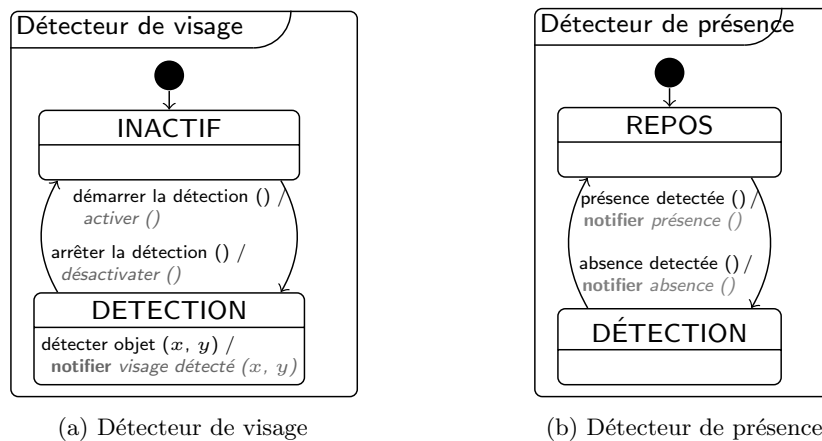 Détecteur de visage
INACTIF
démarrer la détection () /
activer ()
arrêter la détection () /
désactivater ()
DETECTION
détecter objet (x, y) /
notifier visage détecté (x, y)
(a) Détecteur de visage
Détecteur de présence
REPOS
présence detectée () /
notifier présence ()
absence detectée () /
notifier absence ()
DÉTECTION
(b) Détecteur de présence